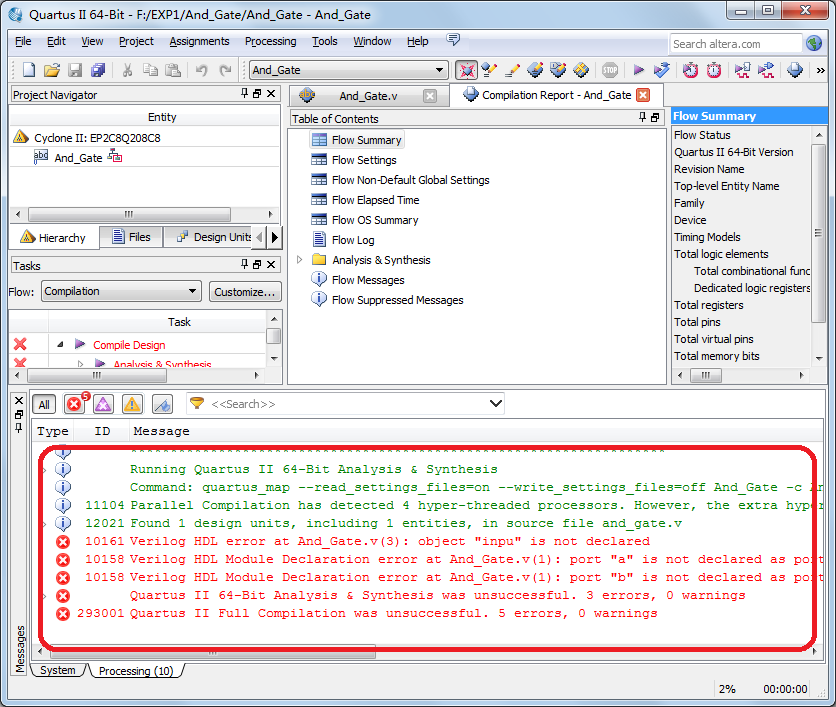 Quartus II 64-Bit - F:/EXP1/And_Gate/And_Gate - And_Gate
File Edit View Project Assignments Processing Tools Window Help
Search altera.com
And_Gate
STOP
»
Project Navigator
Entity
Cyclone II: EP2C8Q208C8
abd And_Gate
Hierarchy Files Design Units
Tasks
Flow: Compilation Customize...
Task
Compile Design
Analysis & Synthesis
And_Gate.v
Compilation Report - And_Gate
Table of Contents
Flow Summary
Flow Settings
Flow Non-Default Global Settings
Flow Elapsed Time
Flow OS Summary
Flow Log
Analysis & Synthesis
Flow Messages
Flow Suppressed Messages
Flow Summary
Flow Status
Quartus II 64-Bit Version
Revision Name
Top-level Entity Name
Family
Device
Timing Models
Total logic elements
Total combinational func
Dedicated logic registers
Total registers
Total pins
Total virtual pins
Total memory bits
All 5 <<Search>>
Type ID Message
Running Quartus II 64-Bit Analysis & Synthesis
Command: quartus_map --read_settings_files=on --write_settings_files=off And_Gate -c An
11104 Parallel Compilation has detected 4 hyper-threaded processors. However, the extra hype
12021 Found 1 design units, including 1 entities, in source file and_gate.v
10161 Verilog HDL error at And_Gate.v(3): object "inpu" is not declared
10158 Verilog HDL Module Declaration error at And_Gate.v(1): port "a" is not declared as port
10158 Verilog HDL Module Declaration error at And_Gate.v(1): port "b" is not declared as port
Quartus II 64-Bit Analysis & Synthesis was unsuccessful. 3 errors, 0 warnings
293001 Quartus II Full Compilation was unsuccessful. 5 errors, 0 warnings
Messages
System Processing (10)
2% 00:00:00